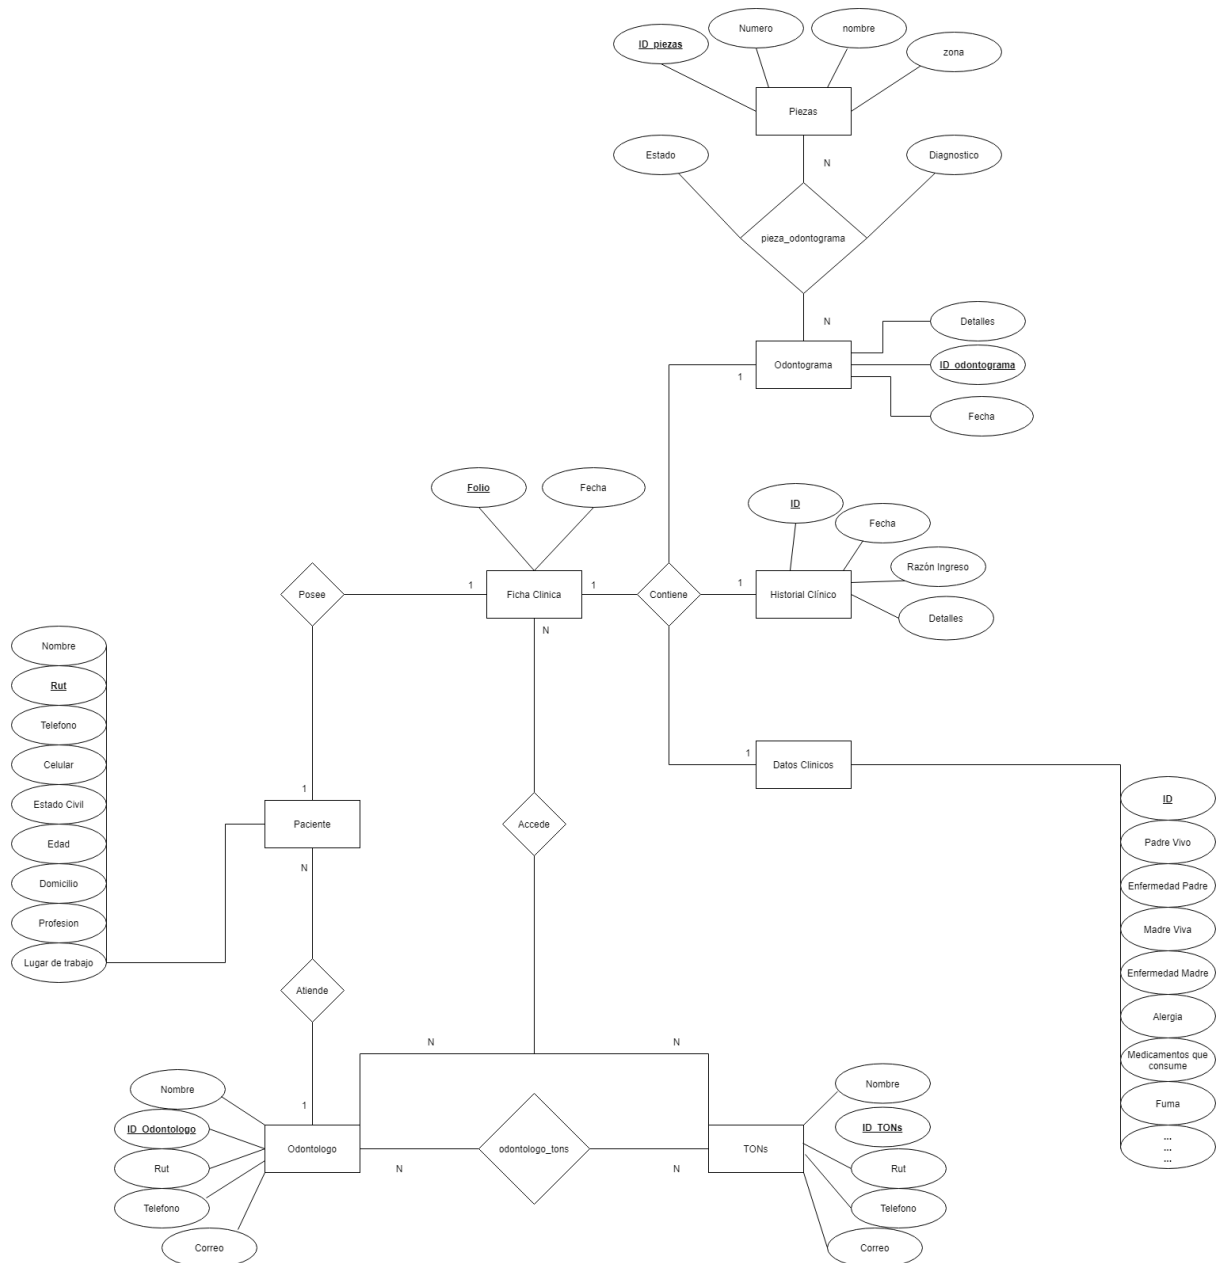 Numero
nombre
ID_piezas
zona
Piezas
Estado
N
Diagnostico
pieza_odontograma
N
Detalles
Odontograma
ID_odontograma
1
Fecha
Folio
Fecha
ID
Fecha
Razón Ingreso
Posee
1
Ficha Clinica
1
Contiene
1
Historial Clínico
Detalles
N
Nombre
Rut
Telefono
Celular
Estado Civil
Edad
Domicilio
Profesion
Lugar de trabajo
1
Datos Clinicos
1
Paciente
Accede
N
ID
Padre Vivo
Enfermedad Padre
Madre Viva
Enfermedad Madre
Alergia
Medicamentos que
consume
Fuma
...
...
...
Atiende
N
N
Nombre
1
ID_Odontologo
Odontologo
Rut
N
Telefono
Correo
odontologo_tons
N
TONs
Nombre
ID_TONs
Rut
Telefono
Correo